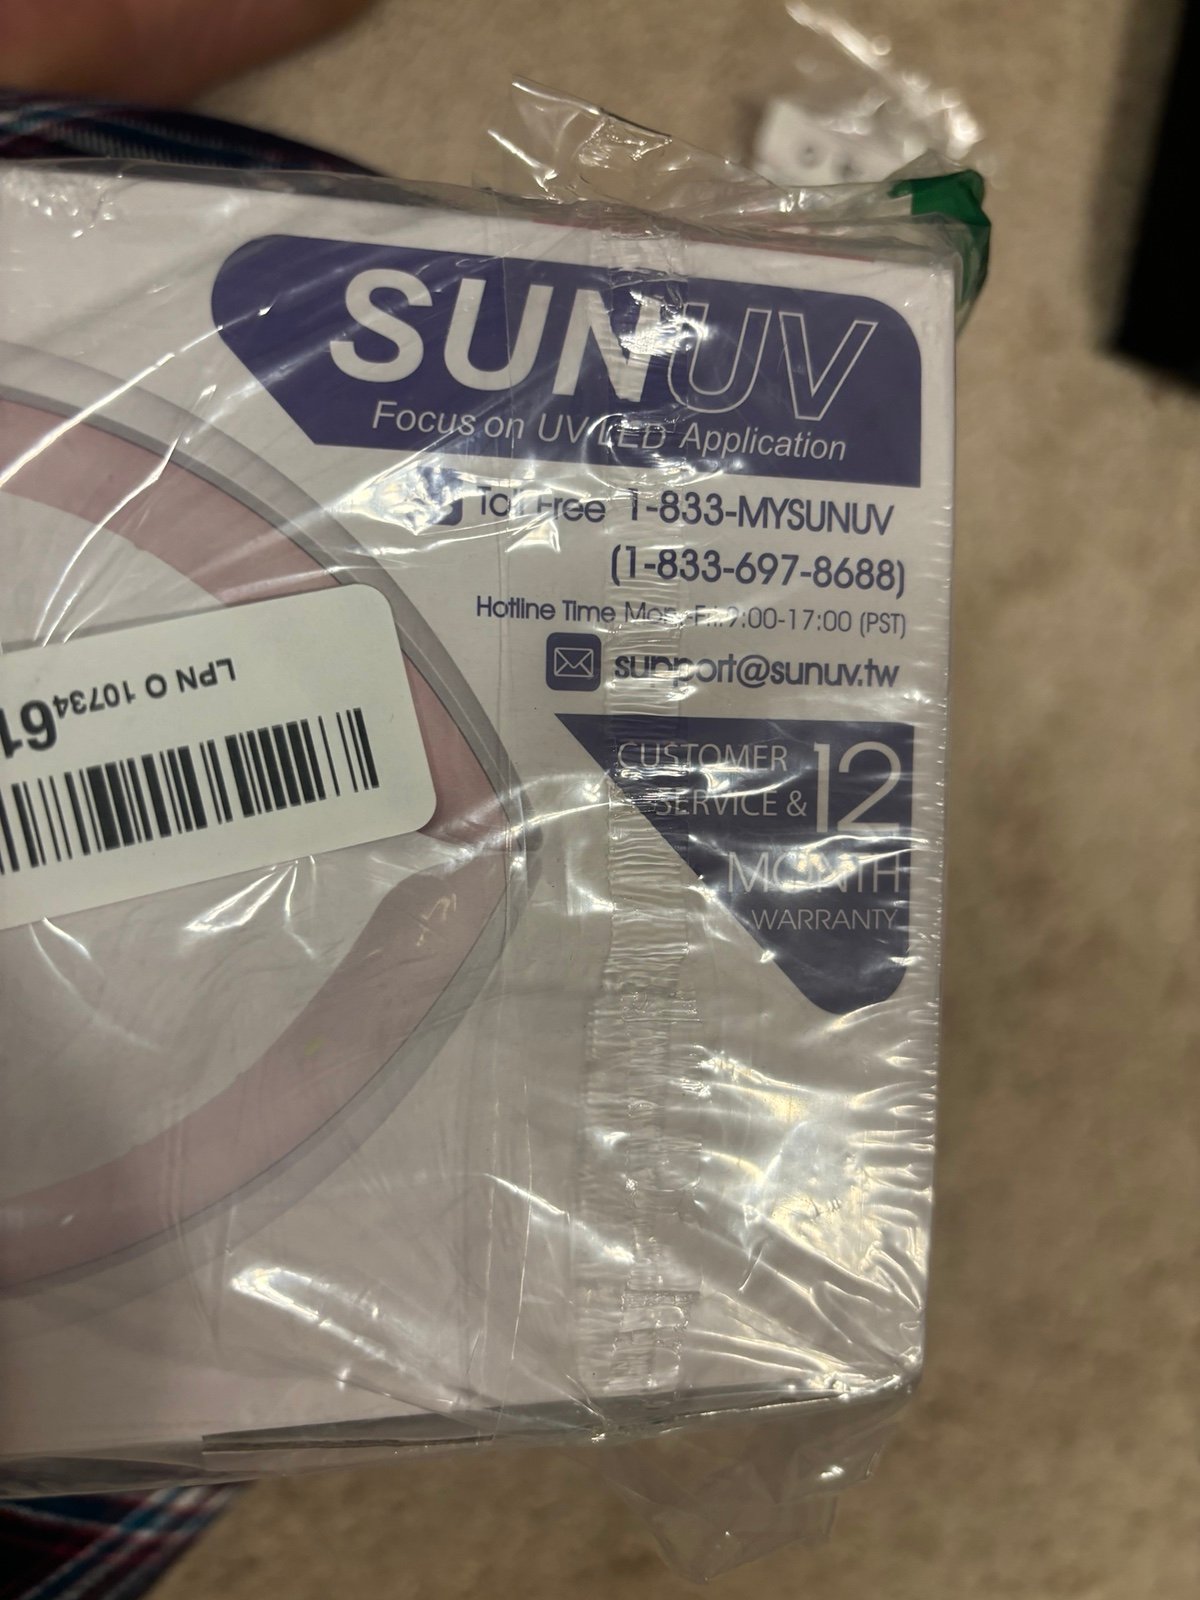 SUNUV
Focus on UV LED Application
Toll Free 1-833-MYSUNUV
(1-833-697-8688)
Hotline Time Mon.-Fri. 9:00-17:00 (PST)
support@sunuv.tw
CUSTOMER
SERVICE & 12
MONTH
WARRANTY
LPN O 1073461